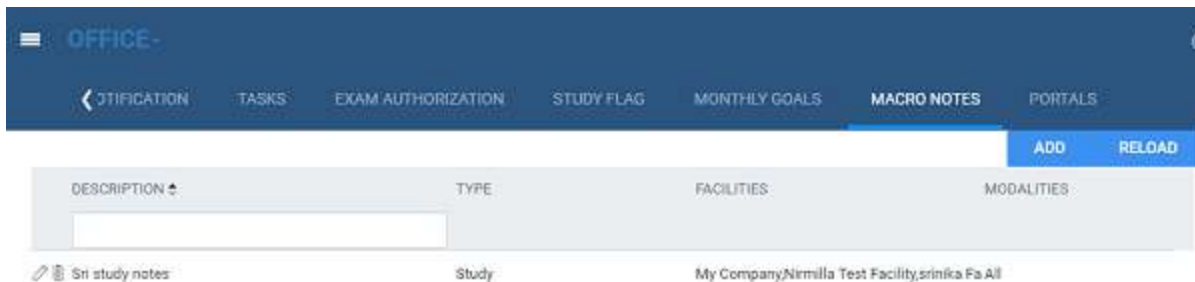 OFFICE-
OTIFICATION TASKS EXAM AUTHORIZATION STUDY FLAG MONTHLY GOALS MACRO NOTES PORTALS
ADD RELOAD
DESCRIPTION TYPE FACILITIES MODALITIES
Sri study notes Study My Company,Nirmilla Test Facility,srinika Fa All